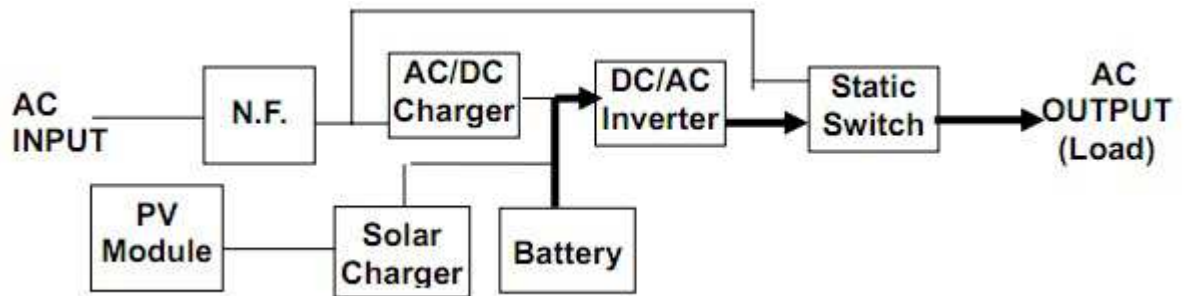 AC
INPUT
N.F.
AC/DC
Charger
DC/AC
Inverter
Static
Switch
AC
OUTPUT
(Load)
PV
Module
Solar
Charger
Battery